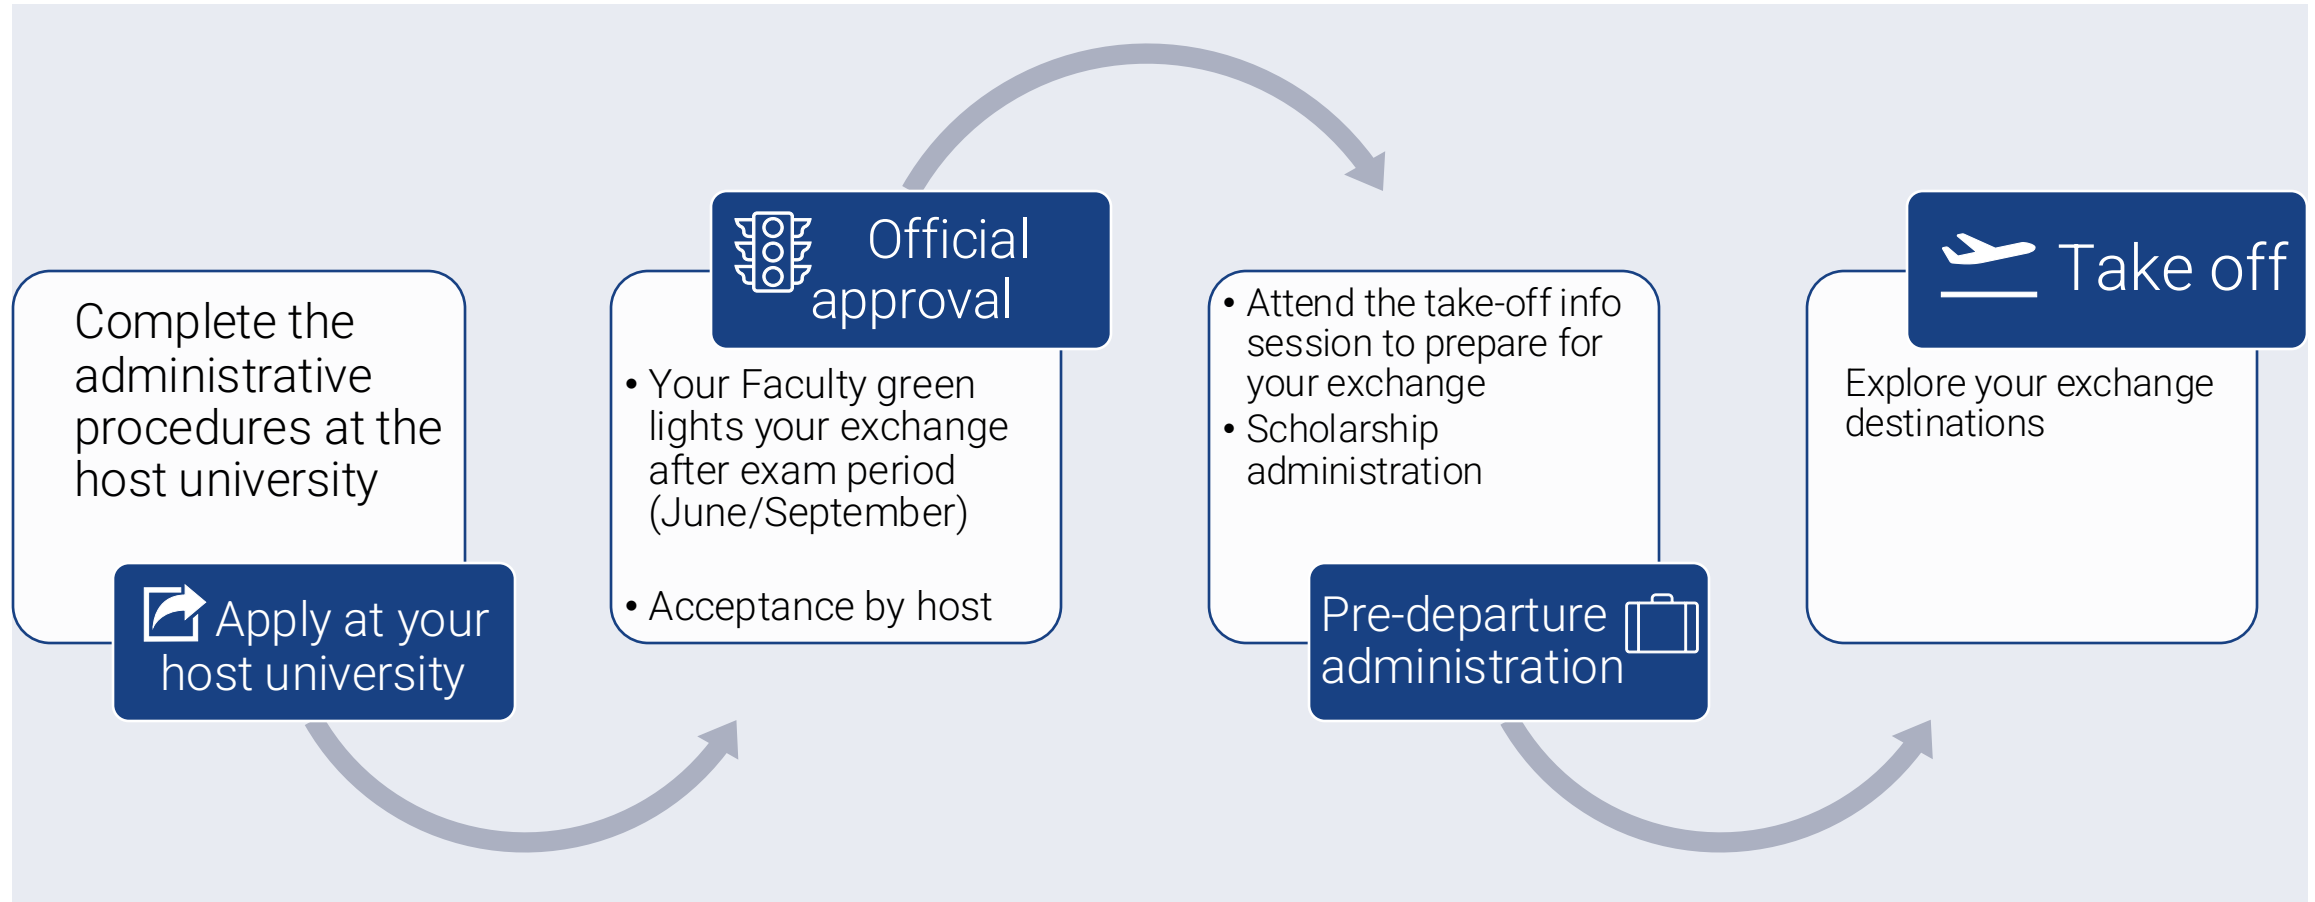 Complete the
administrative
procedures at the
host university
Apply at your
host university
Official
approval
• Your Faculty green
lights your exchange
after exam period
(June/September)
• Acceptance by host
• Attend the take-off info
session to prepare for
your exchange
• Scholarship
administration
Pre-departure
administration
Take off
Explore your exchange
destinations